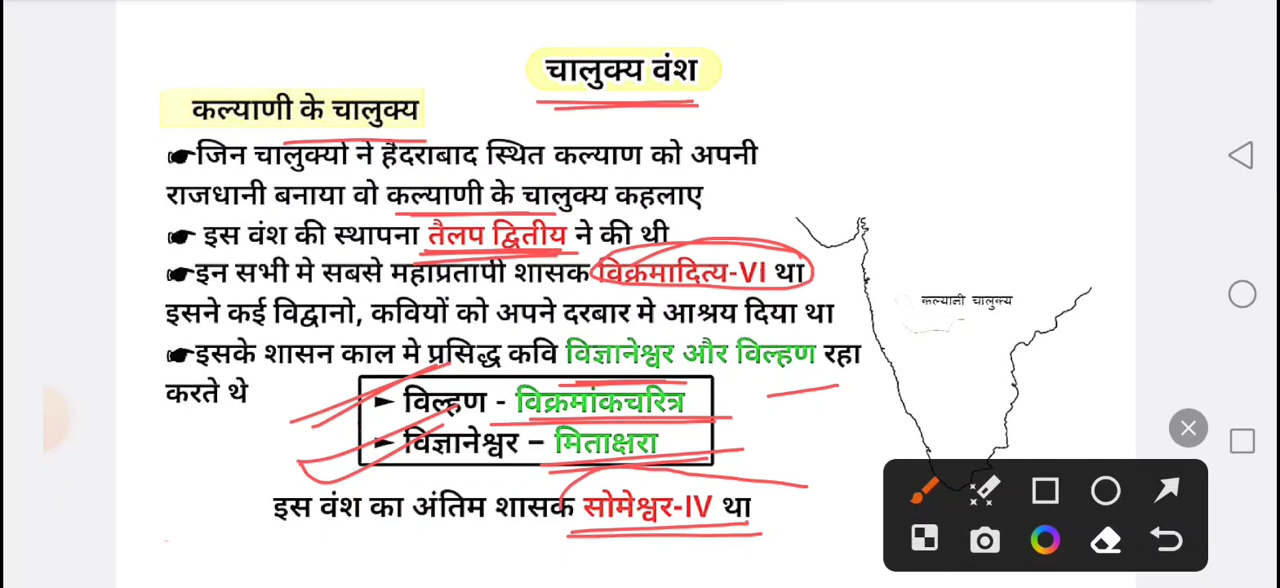 चालुक्य वंश
कल्याणी के चालुक्य
☛जिन चालुक्यो ने हैदराबाद स्थित कल्याण को अपनी
राजधानी बनाया वो कल्याणी के चालुक्य कहलाए
☛ इस वंश की स्थापना तैलप द्वितीय ने की थी
☛इन सभी मे सबसे महाप्रतापी शासक विक्रमादित्य-VI था
इसने कई विद्वानो, कवियों को अपने दरबार मे आश्रय दिया था
☛इसके शासन काल मे प्रसिद्ध कवि विज्ञानेश्वर और विल्हण रहा
करते थे
➤ विल्हण - विक्रमांकचरित्र
➤ विज्ञानेश्वर – मिताक्षरा
इस वंश का अंतिम शासक सोमेश्वर-IV था
कल्यानी चालुक्य